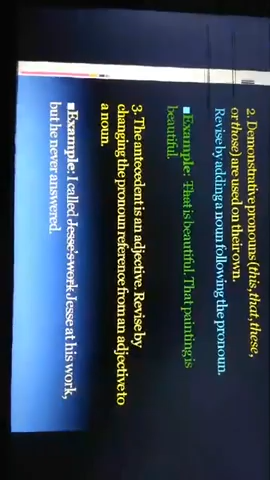 2. Demonstrative pronouns (this, that, these,
or those) are used on their own.
Revise by adding a noun following the pronoun.
Example: That is beautiful. That painting is
beautiful.
3. The antecedent is an adjective. Revise by
changing the pronoun reference from an adjective to
a noun.
Example: I called Jesse's work Jesse at his work,
but he never answered.